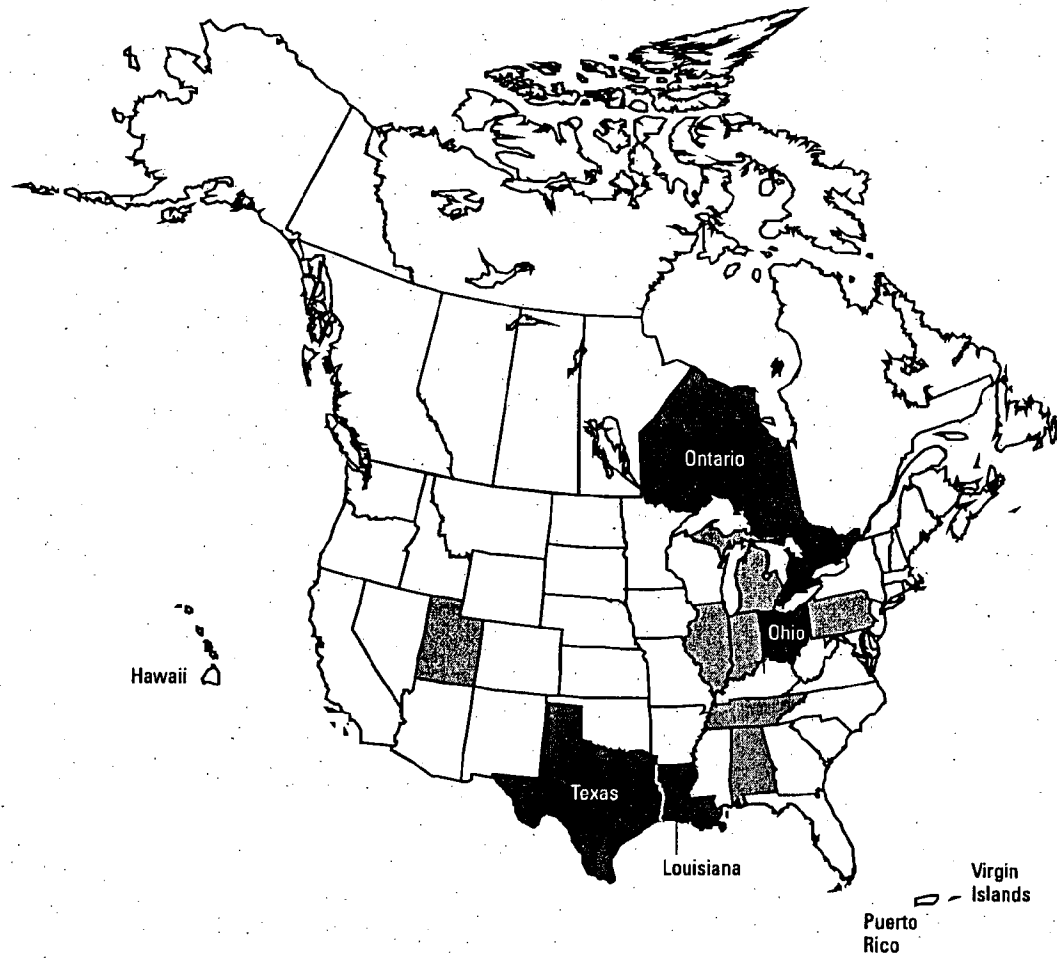 Ontario
Ohio
Hawaii
Texas
Louisiana
Virgin
Islands
Puerto
Rico